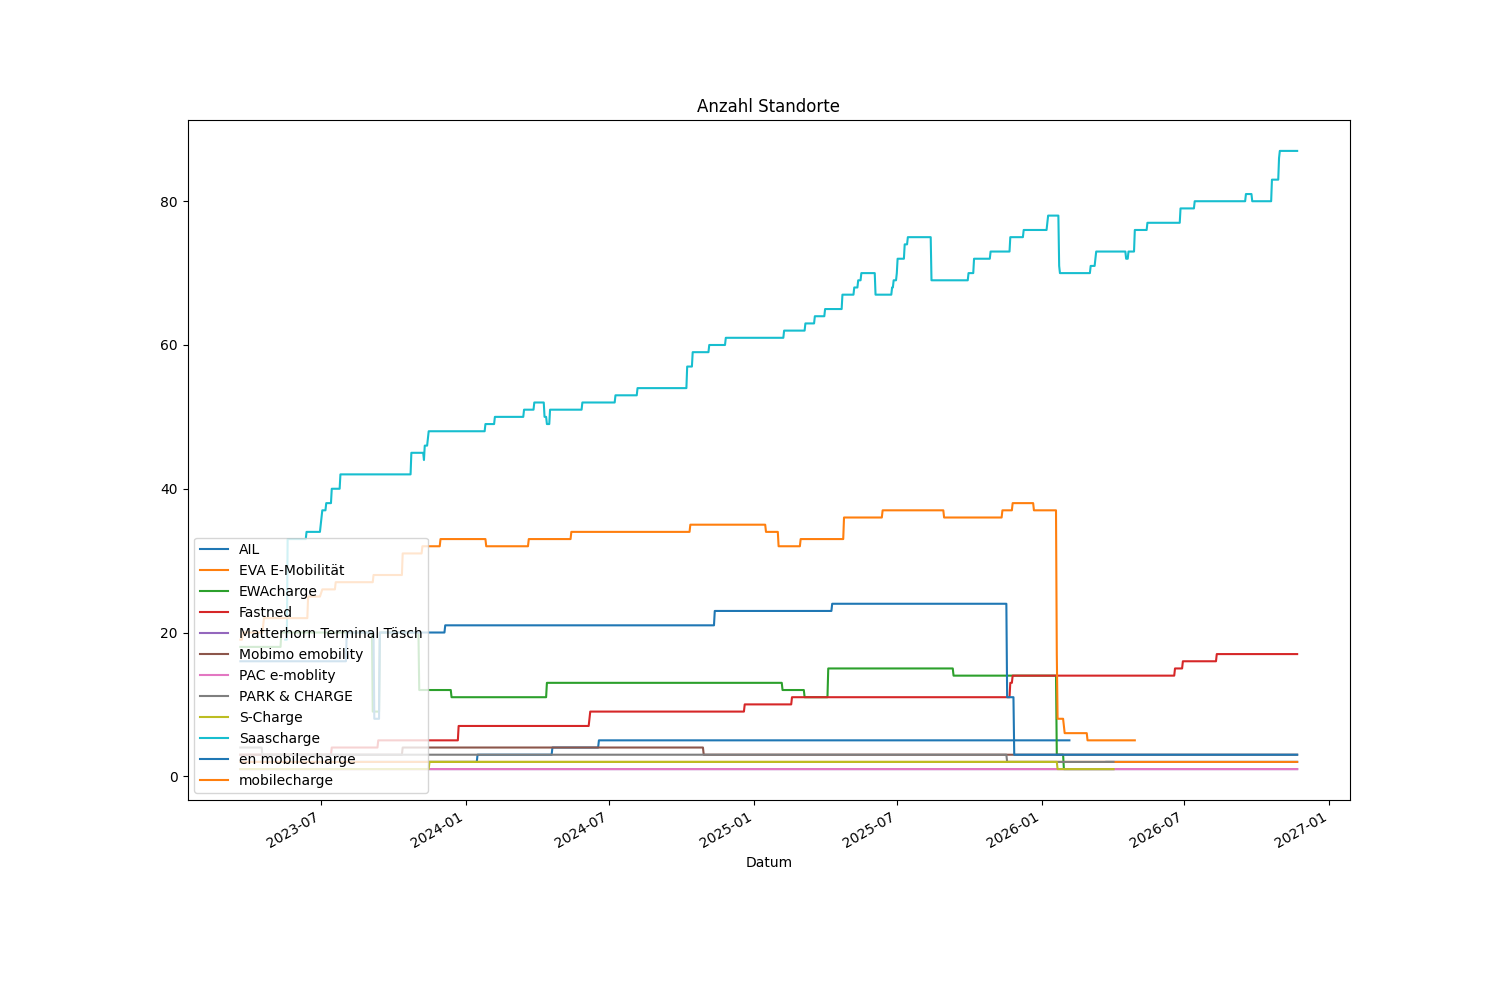 Anzahl Standorte
80
60
40
20
0
AIL
EVA E-Mobilität
EWAcharge
Fastned
Matterhorn Terminal Täsch
Mobimo emobility
PAC e-moblity
PARK & CHARGE
S-Charge
Saascharge
en mobilecharge
mobilecharge
2023-07
2024-01
2024-07
2025-01
2025-07
2026-01
2026-07
2027-01
Datum